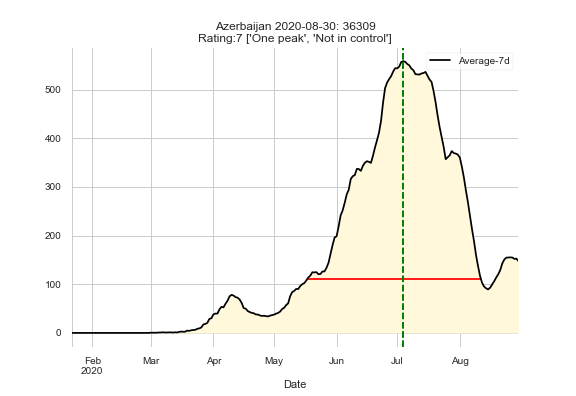 Azerbaijan 2020-08-30: 36309
Rating:7 ['One peak', 'Not in control']
Average-7d
500
400
300
200
100
0
Feb
2020
Mar
Apr
May
Jun
Jul
Aug
Date